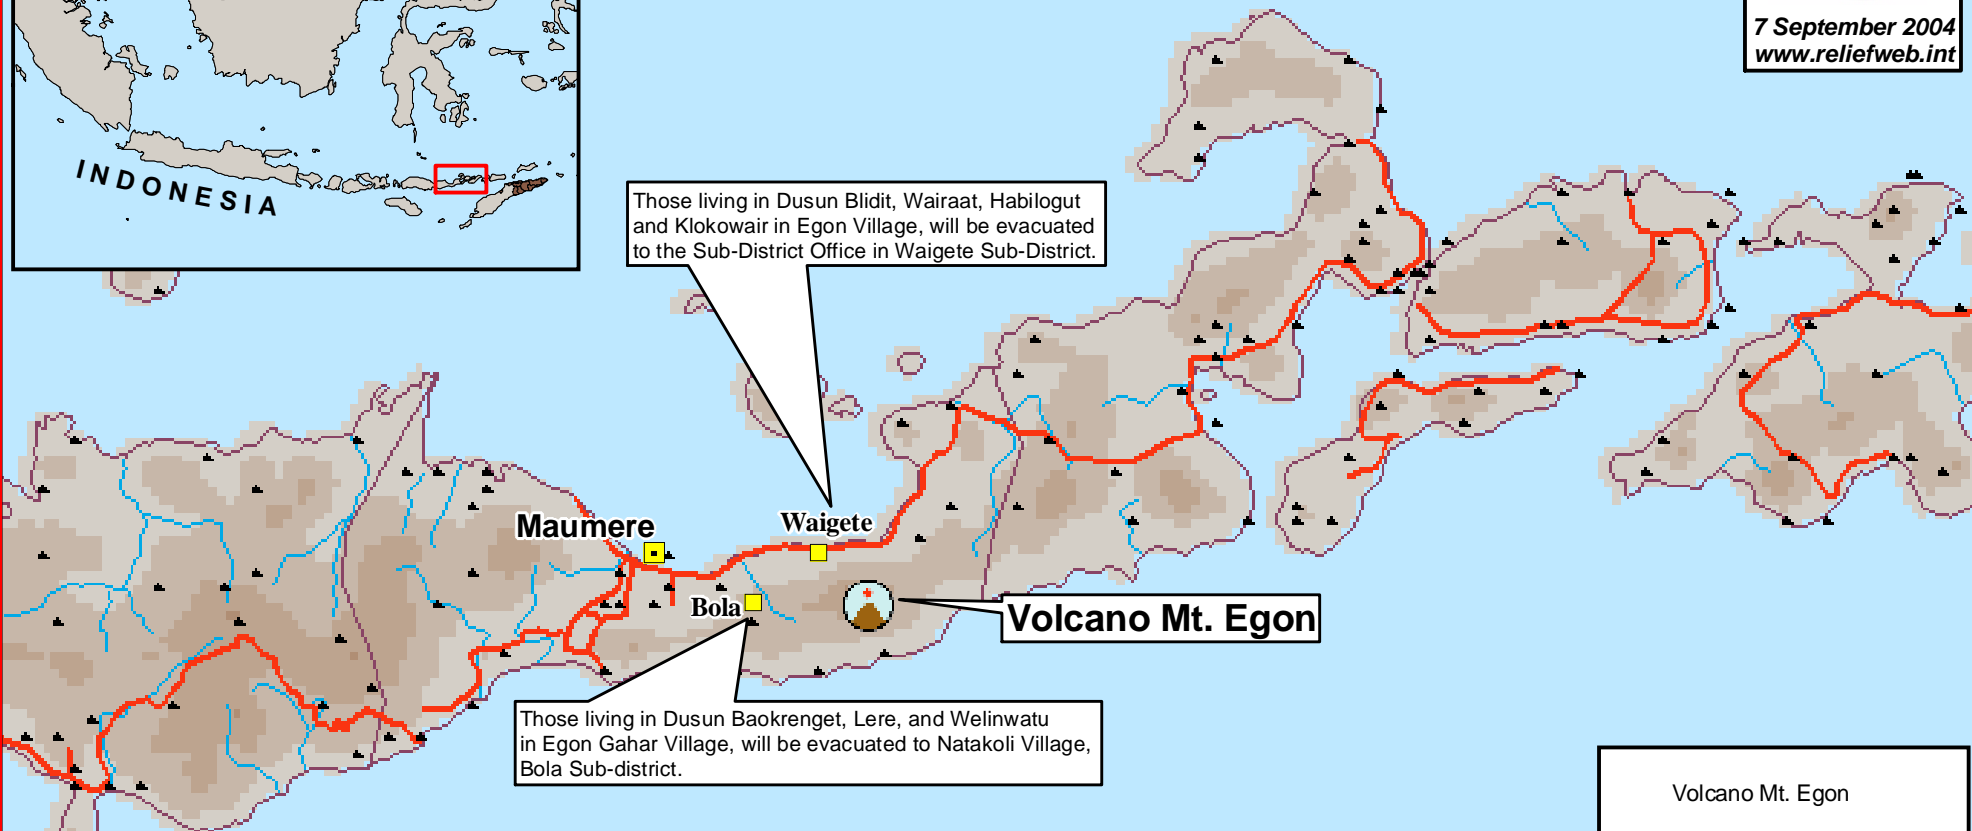 7 September 2004
www.reliefweb.int
INDONESIA
Those living in Dusun Blidit, Wairaat, Habilogut
and Klokowair in Egon Village, will be evacuated
to the Sub-District Office in Waigete Sub-District.
Maumere
Waigete
Bola
Volcano Mt. Egon
Those living in Dusun Baokrenget, Lere, and Welinwatu
in Egon Gahar Village, will be evacuated to Natakoli Village,
Bola Sub-district.
Volcano Mt. Egon